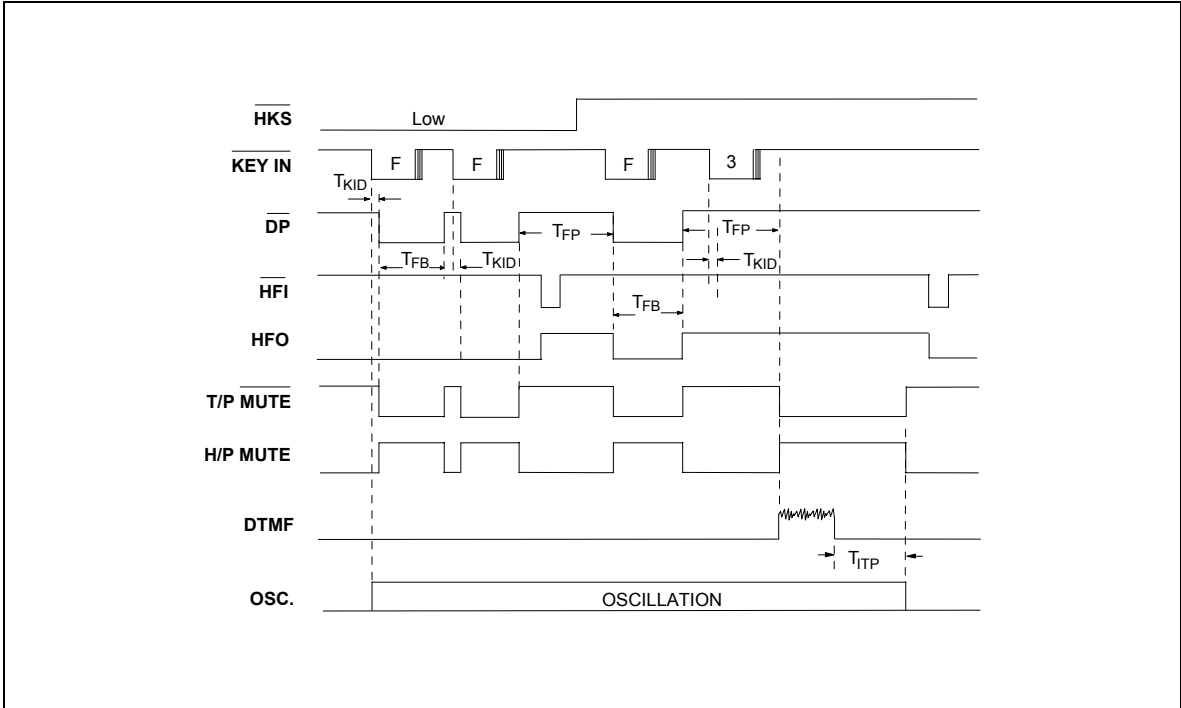 HKS Low
KEY IN F F F 3
TKID
DP TFP TFP
TFB TKID TKID
HFI
TFB
HFO
T/P MUTE
H/P MUTE
DTMF
TITP
OSC. OSCILLATION